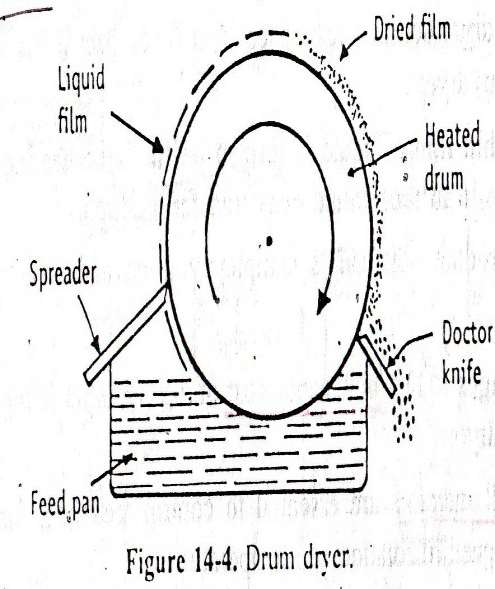 Dried film
Liquid
film
Heated
drum
Spreader
Doctor
knife
Feed pan
Figure 14-4. Drum dryer.